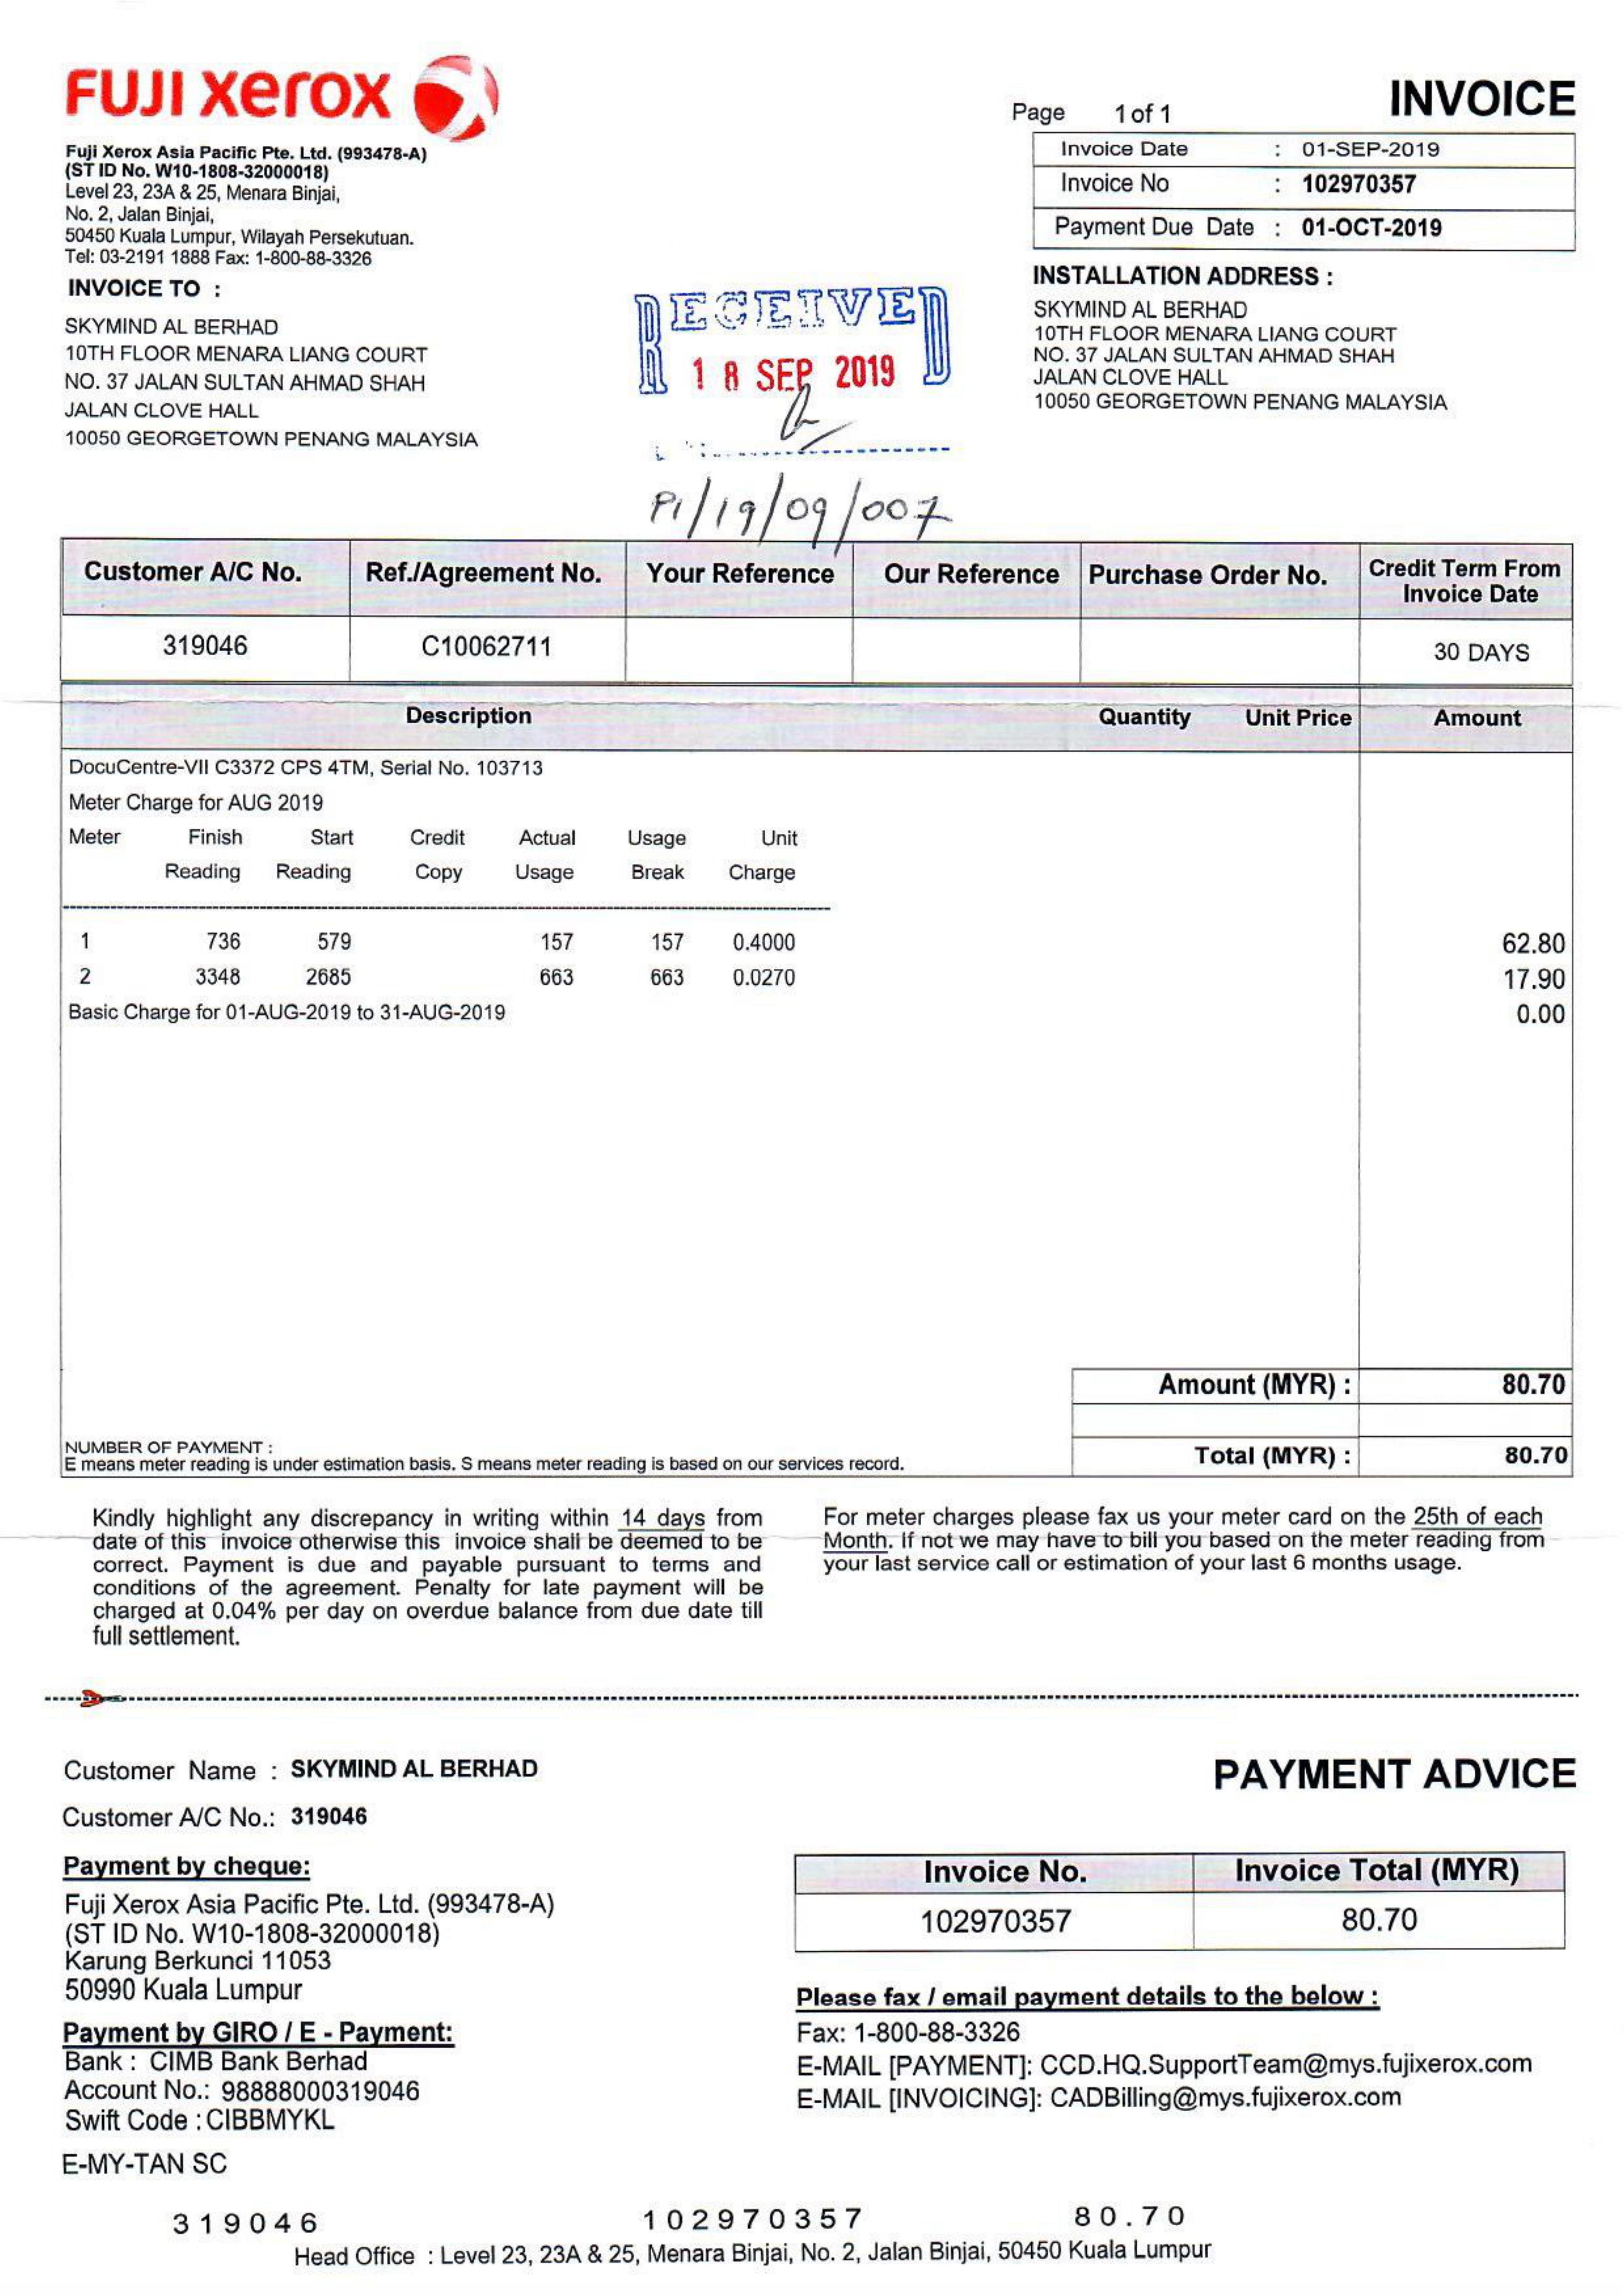 FUJI xerox
Fuji Xerox Asia Pacific Pte. Ltd. (993478-A)
(ST ID No. W10-1808-32000018)
Level 23, 23A & 25, Menara Binjai,
No. 2, Jalan Binjai,
50450 Kuala Lumpur, Wilayah Persekutuan.
Tel: 03-2191 1888 Fax: 1-800-88-3326
INVOICE
Page 1 of 1
Invoice Date : 01-SEP-2019
Invoice No : 102970357
Payment Due Date : 01-OCT-2019
INVOICE TO :
SKYMIND AL BERHAD
10TH FLOOR MENARA LIANG COURT
NO. 37 JALAN SULTAN AHMAD SHAH
JALAN CLOVE HALL
10050 GEORGETOWN PENANG MALAYSIA
RECEIVED
18 SEP 2019
INSTALLATION ADDRESS :
SKYMIND AL BERHAD
10TH FLOOR MENARA LIANG COURT
NO. 37 JALAN SULTAN AHMAD SHAH
JALAN CLOVE HALL
10050 GEORGETOWN PENANG MALAYSIA
PI/19/09/007
Customer A/C No. Ref./Agreement No. Your Reference Our Reference Purchase Order No. Credit Term From
Invoice Date
319046 C10062711 30 DAYS
Description Quantity Unit Price Amount
DocuCentre-VII C3372 CPS 4TM, Serial No. 103713
Meter Charge for AUG 2019
Meter Finish Start Credit Actual Usage Unit
Reading Reading Copy Usage Break Charge
1 736 579 157 157 0.4000 62.80
2 3348 2685 663 663 0.0270 17.90
Basic Charge for 01-AUG-2019 to 31-AUG-2019 0.00
Amount (MYR) : 80.70
NUMBER OF PAYMENT :
E means meter reading is under estimation basis. S means meter reading is based on our services record.
Total (MYR) : 80.70
Kindly highlight any discrepancy in writing within 14 days from
date of this invoice otherwise this invoice shall be deemed to be
correct. Payment is due and payable pursuant to terms and
conditions of the agreement. Penalty for late payment will be
charged at 0.04% per day on overdue balance from due date till
full settlement.
For meter charges please fax us your meter card on the 25th of each
Month. If not we may have to bill you based on the meter reading from
your last service call or estimation of your last 6 months usage.
Customer Name : SKYMIND AL BERHAD
Customer A/C No.: 319046
PAYMENT ADVICE
Payment by cheque:
Fuji Xerox Asia Pacific Pte. Ltd. (993478-A)
(ST ID No. W10-1808-32000018)
Karung Berkunci 11053
50990 Kuala Lumpur
Payment by GIRO / E - Payment:
Bank : CIMB Bank Berhad
Account No.: 98888000319046
Swift Code : CIBBMYKL
E-MY-TAN SC
Invoice No. Invoice Total (MYR)
102970357 80.70
Please fax / email payment details to the below :
Fax: 1-800-88-3326
E-MAIL [PAYMENT]: CCD.HQ.SupportTeam@mys.fujixerox.com
E-MAIL [INVOICING]: CADBilling@mys.fujixerox.com
319046 102970357 80.70
Head Office : Level 23, 23A & 25, Menara Binjai, No. 2, Jalan Binjai, 50450 Kuala Lumpur